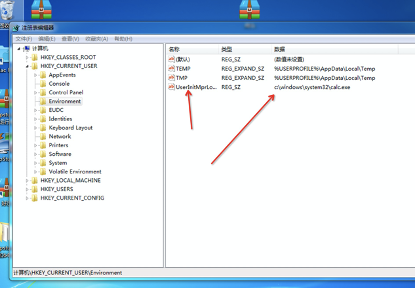 注册表编辑器
文件(F) 编辑(E) 查看(V) 收藏夹(A) 帮助(H)
计算机
HKEY_CLASSES_ROOT
HKEY_CURRENT_USER
AppEvents
Console
Control Panel
Environment
EUDC
Identities
Keyboard Layout
Network
Printers
Software
System
Volatile Environment
HKEY_LOCAL_MACHINE
HKEY_USERS
HKEY_CURRENT_CONFIG
名称 类型 数据
(默认) REG_SZ (数值未设置)
TEMP REG_EXPAND_SZ %USERPROFILE%\AppData\Local\Temp
TMP REG_EXPAND_SZ %USERPROFILE%\AppData\Local\Temp
UserInitMprLo... REG_SZ c:\windows\system32\calc.exe
计算机\HKEY_CURRENT_USER\Environment